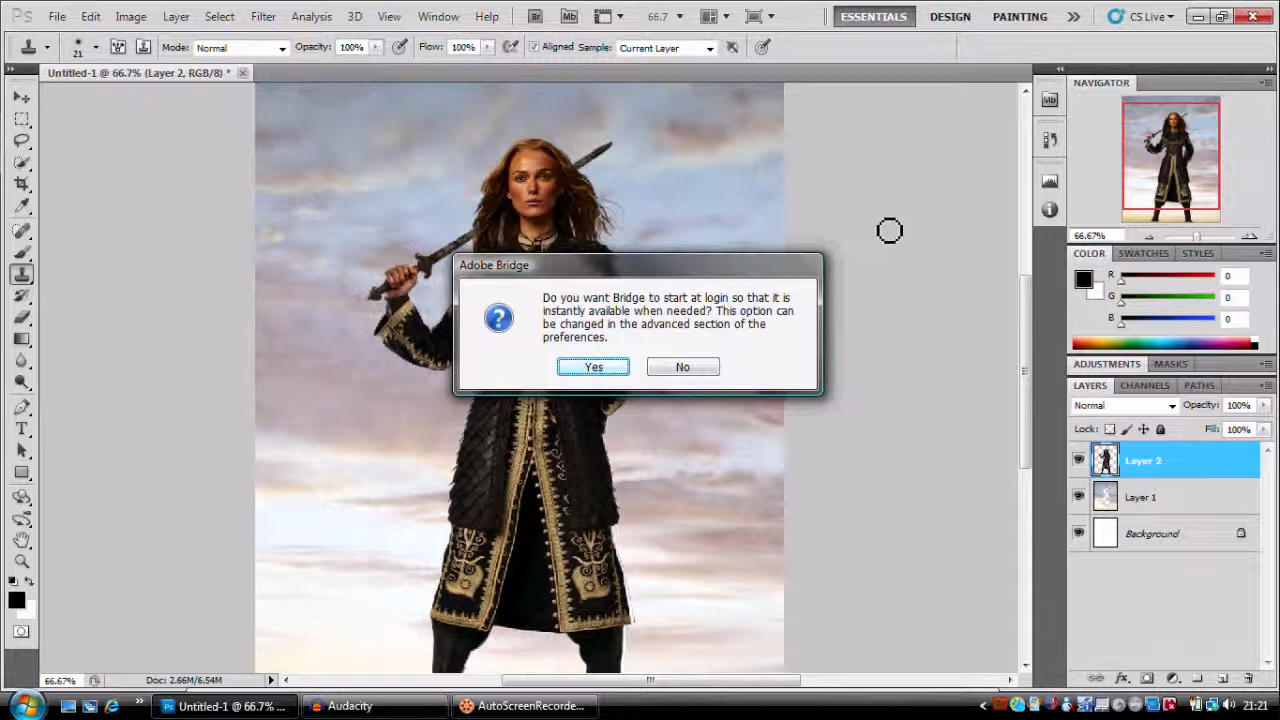 Ps File Edit Image Layer Select Filter Analysis 3D View Window Help Br Mb 66.7 ESSENTIALS DESIGN PAINTING CS Live
21 Mode: Normal Opacity: 100% Flow: 100% Aligned Sample: Current Layer
Untitled-1 @ 66.7% (Layer 2, RGB/8) *
NAVIGATOR
Mb
66.67%
COLOR SWATCHES STYLES
R 0
G 0
B 0
Adobe Bridge
Do you want Bridge to start at login so that it is
instantly available when needed? This option can
be changed in the advanced section of the
preferences.
Yes No
ADJUSTMENTS MASKS
LAYERS CHANNELS PATHS
Normal Opacity: 100%
Lock: Fill: 100%
Layer 2
Layer 1
Background
T
66.67% Doc: 2.66M/6.54M
Untitled-1 @ 66.7% ... Audacity AutoScreenRecorde... 21:21